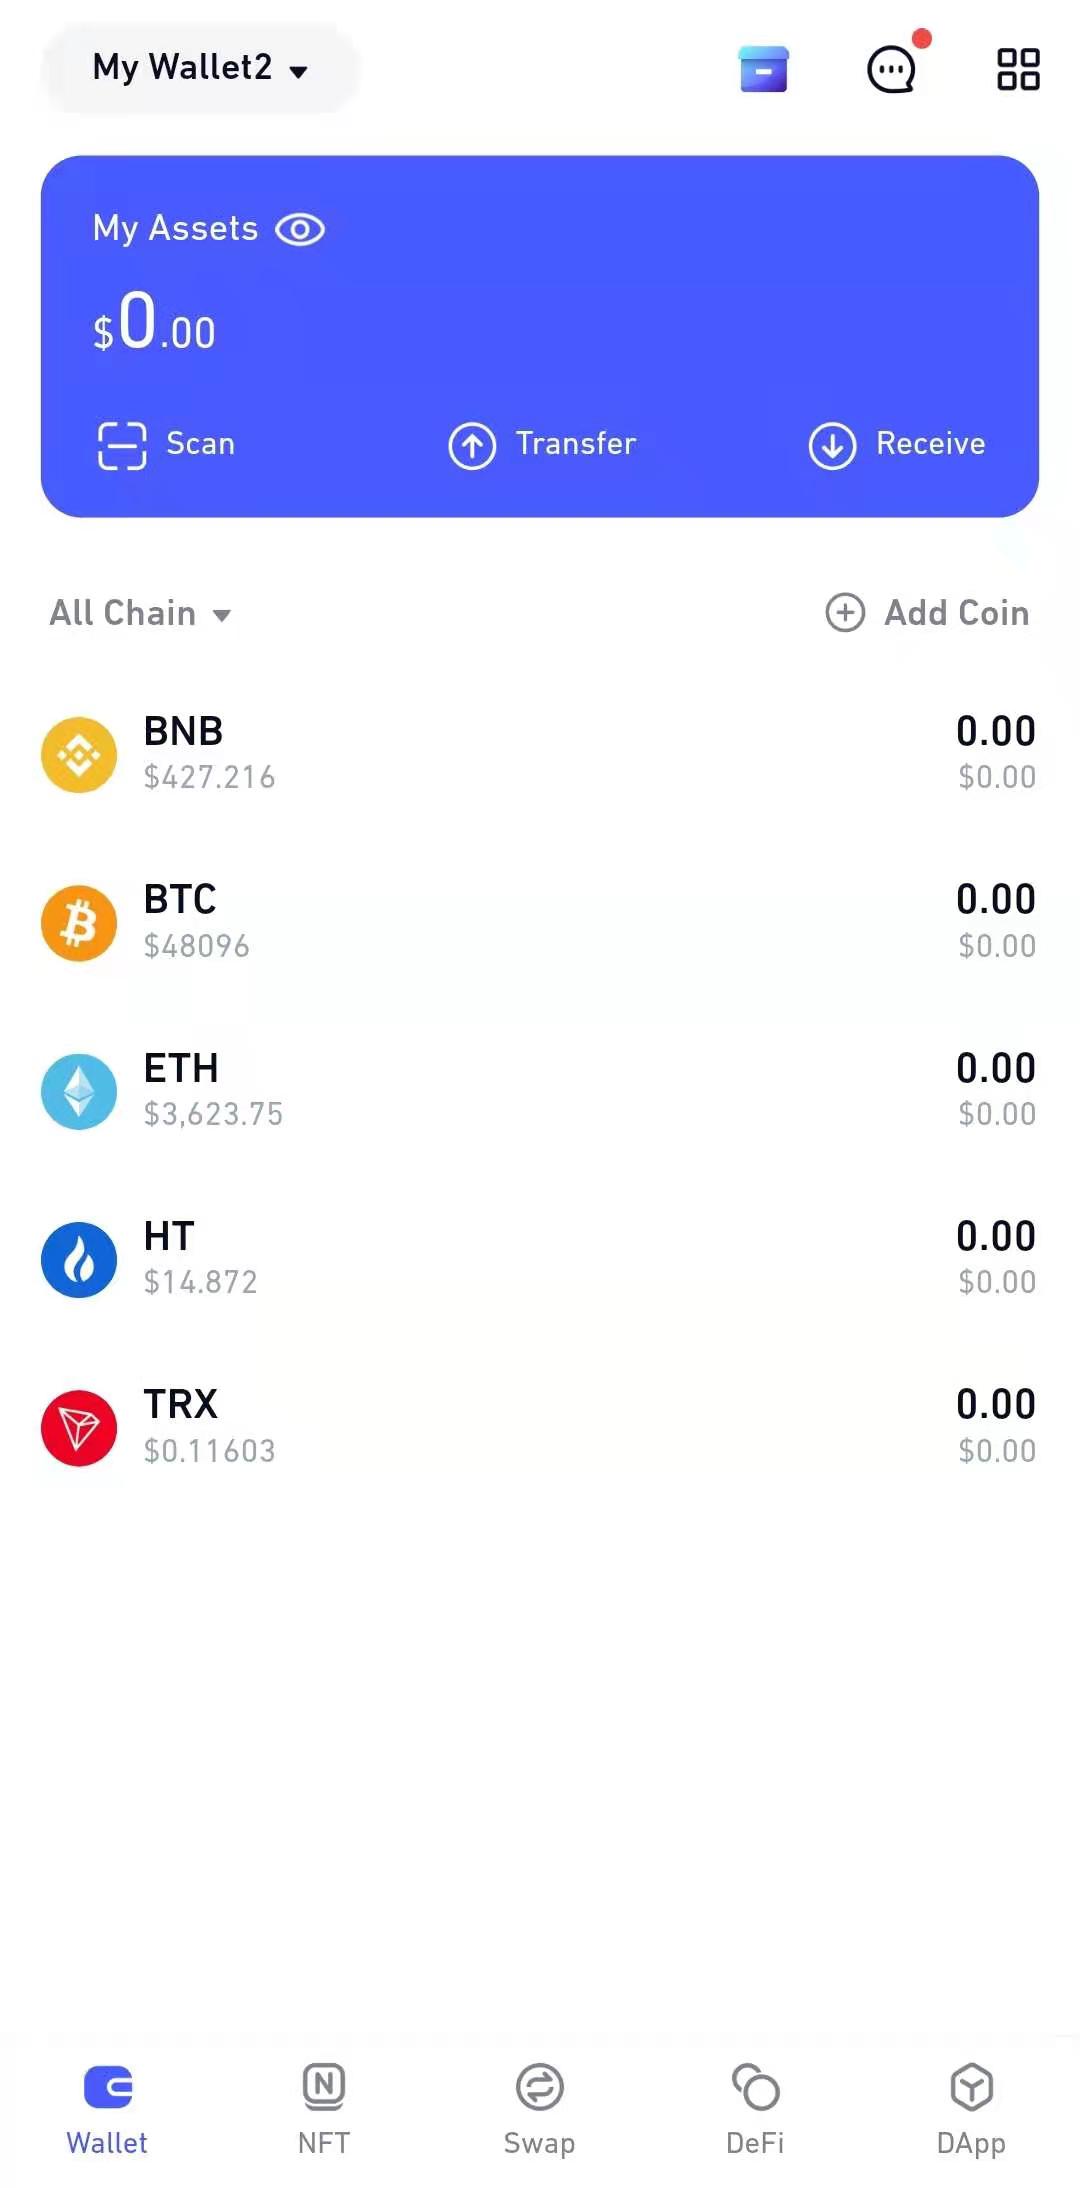 My Wallet2
My Assets
$0.00
Scan Transfer Receive
All Chain Add Coin
BNB 0.00
$427.216 $0.00
BTC 0.00
$48096 $0.00
ETH 0.00
$3,623.75 $0.00
HT 0.00
$14.872 $0.00
TRX 0.00
$0.11603 $0.00
Wallet NFT Swap DeFi DApp